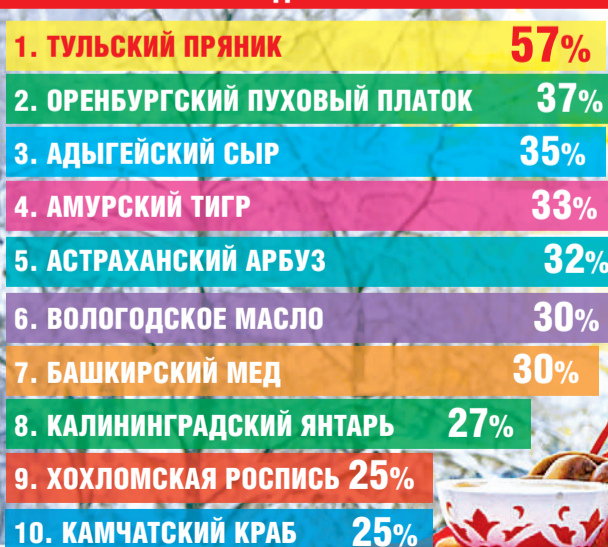 1. ТУЛЬСКИЙ ПРЯНИК 57%
2. ОРЕНБУРГСКИЙ ПУХОВЫЙ ПЛАТОК 37%
3. АДЫГЕЙСКИЙ СЫР 35%
4. АМУРСКИЙ ТИГР 33%
5. АСТРАХАНСКИЙ АРБУЗ 32%
6. ВОЛОГОДСКОЕ МАСЛО 30%
7. БАШКИРСКИЙ МЕД 30%
8. КАЛИНИНГРАДСКИЙ ЯНТАРЬ 27%
9. ХОХЛОМСКАЯ РОСПИСЬ 25%
10. КАМЧАТСКИЙ КРАБ 25%